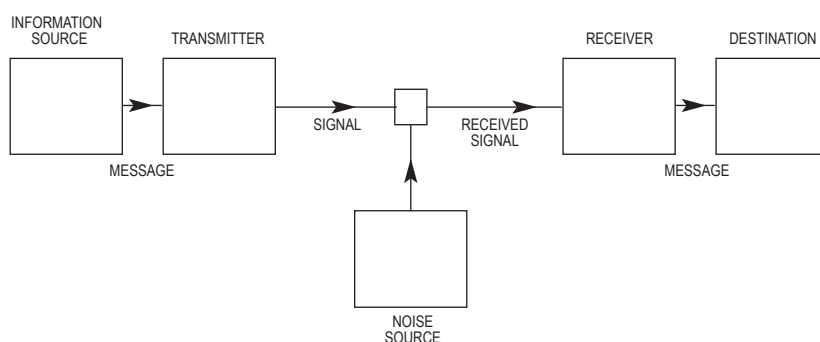 INFORMATION
SOURCE
TRANSMITTER
RECEIVER
DESTINATION
SIGNAL
RECEIVED
SIGNAL
MESSAGE
MESSAGE
NOISE
SOURCE